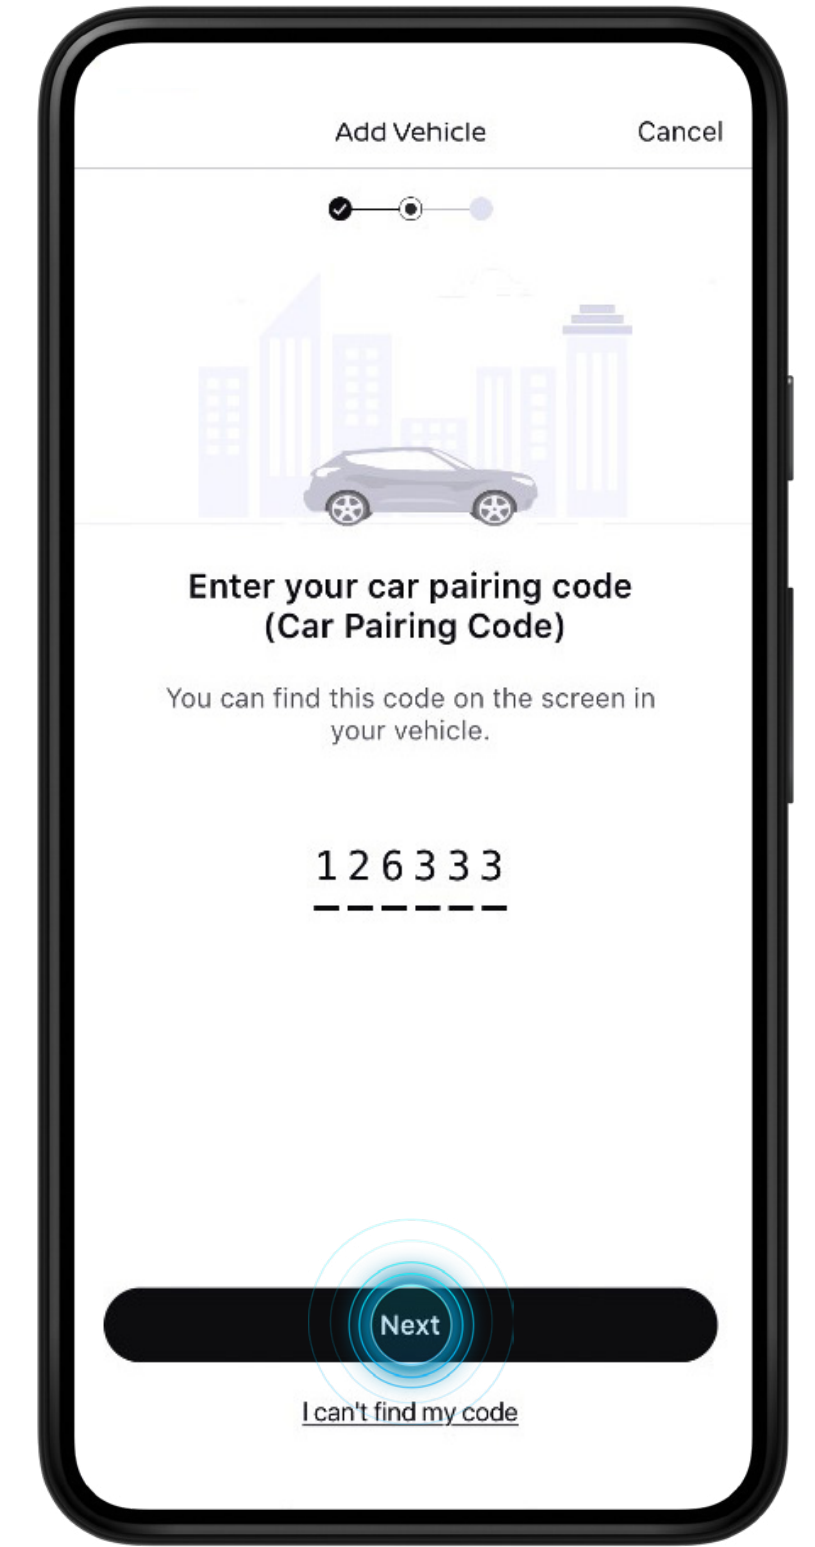 Add Vehicle
Cancel
Enter your car pairing code
(Car Pairing Code)
You can find this code on the screen in
your vehicle.
126333
Next
I can't find my code